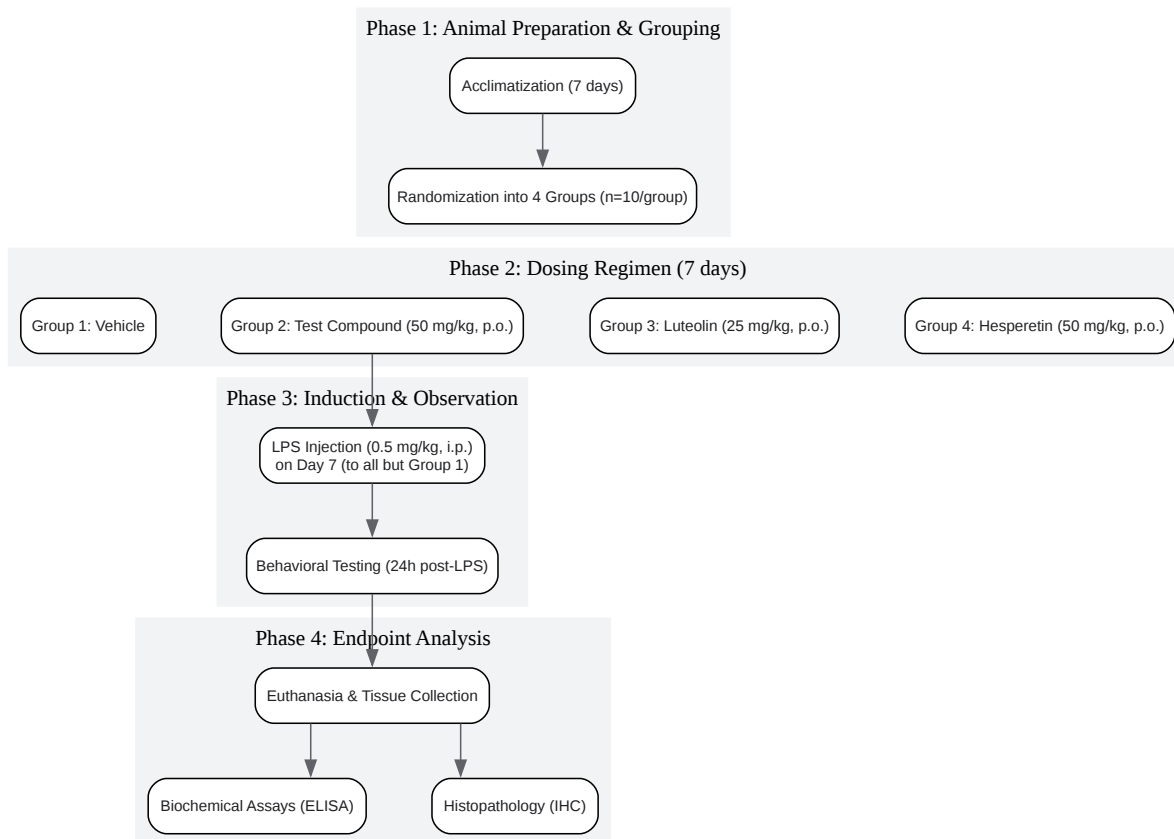 Phase 1: Animal Preparation & Grouping
Acclimatization (7 days)
Randomization into 4 Groups (n=10/group)
Phase 2: Dosing Regimen (7 days)
Group 1: Vehicle
Group 2: Test Compound (50 mg/kg, p.o.)
Group 3: Luteolin (25 mg/kg, p.o.)
Group 4: Hesperetin (50 mg/kg, p.o.)
Phase 3: Induction & Observation
LPS Injection (0.5 mg/kg, i.p.)
on Day 7 (to all but Group 1)
Behavioral Testing (24h post-LPS)
Phase 4: Endpoint Analysis
Euthanasia & Tissue Collection
Biochemical Assays (ELISA)
Histopathology (IHC)